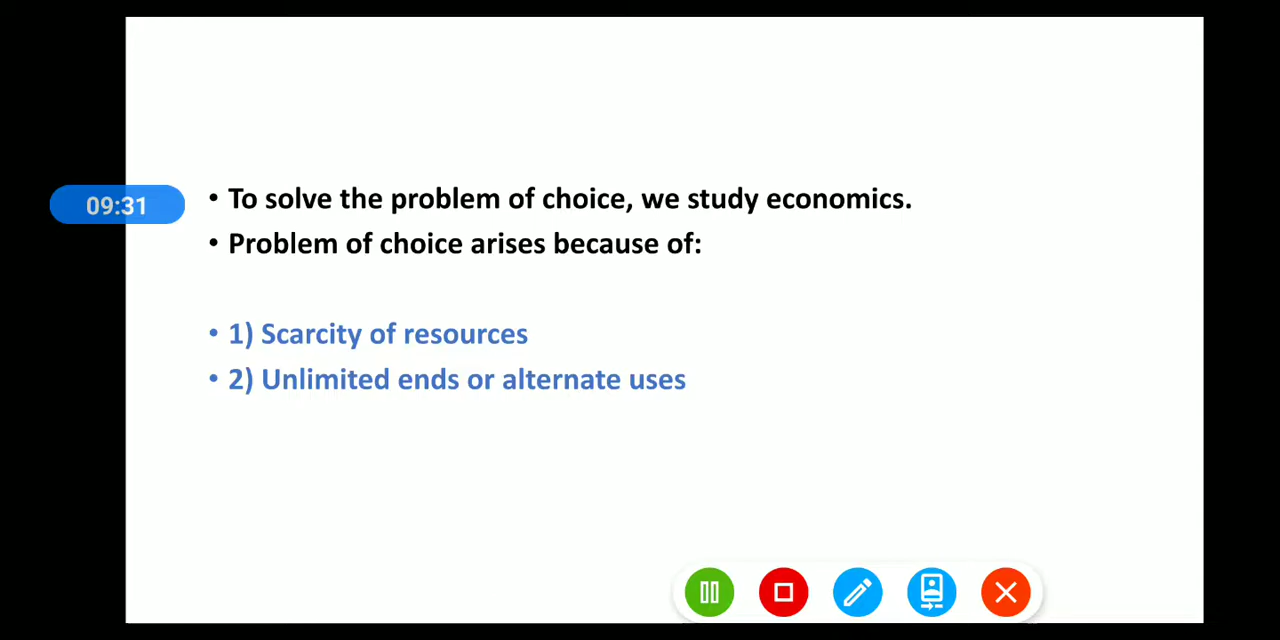 • To solve the problem of choice, we study economics.
09:31
• Problem of choice arises because of:
• 1) Scarcity of resources
• 2) Unlimited ends or alternate uses